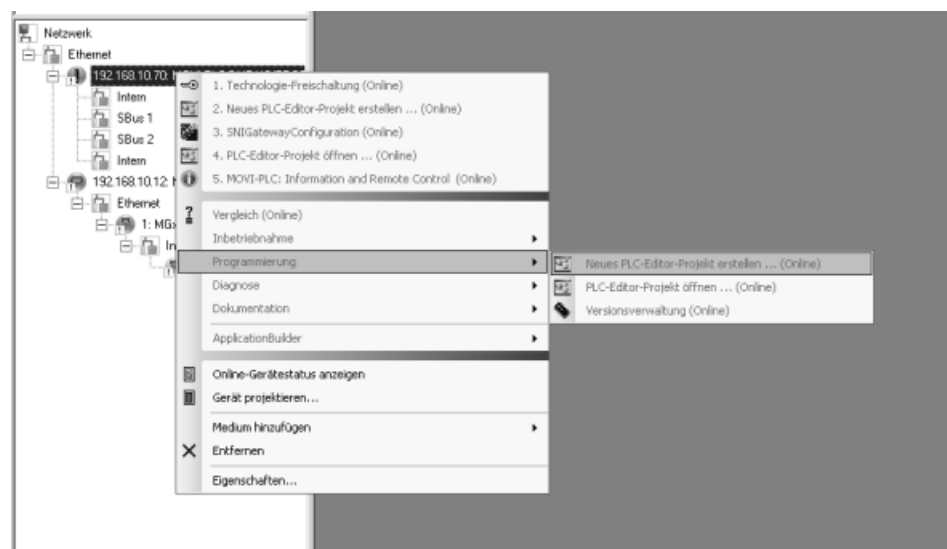 Netzwerk
Ethernet
192.168.10.70:
Intern
SBus 1
SBus 2
Intern
192.168.10.12:
Ethernet
1: MGx
In
1. Technologie-Freischaltung (Online)
2. Neues PLC-Editor-Projekt erstellen ... (Online)
3. SNIGatewayConfiguration (Online)
4. PLC-Editor-Projekt öffnen ... (Online)
5. MOVI-PLC: Information and Remote Control (Online)
Vergleich (Online)
Inbetriebnahme
Programmierung
Diagnose
Dokumentation
ApplicationBuilder
Online-Gerätestatus anzeigen
Gerät projektieren...
Medium hinzufügen
Entfernen
Eigenschaften...
Neues PLC-Editor-Projekt erstellen ... (Online)
PLC-Editor-Projekt öffnen ... (Online)
Versionsverwaltung (Online)